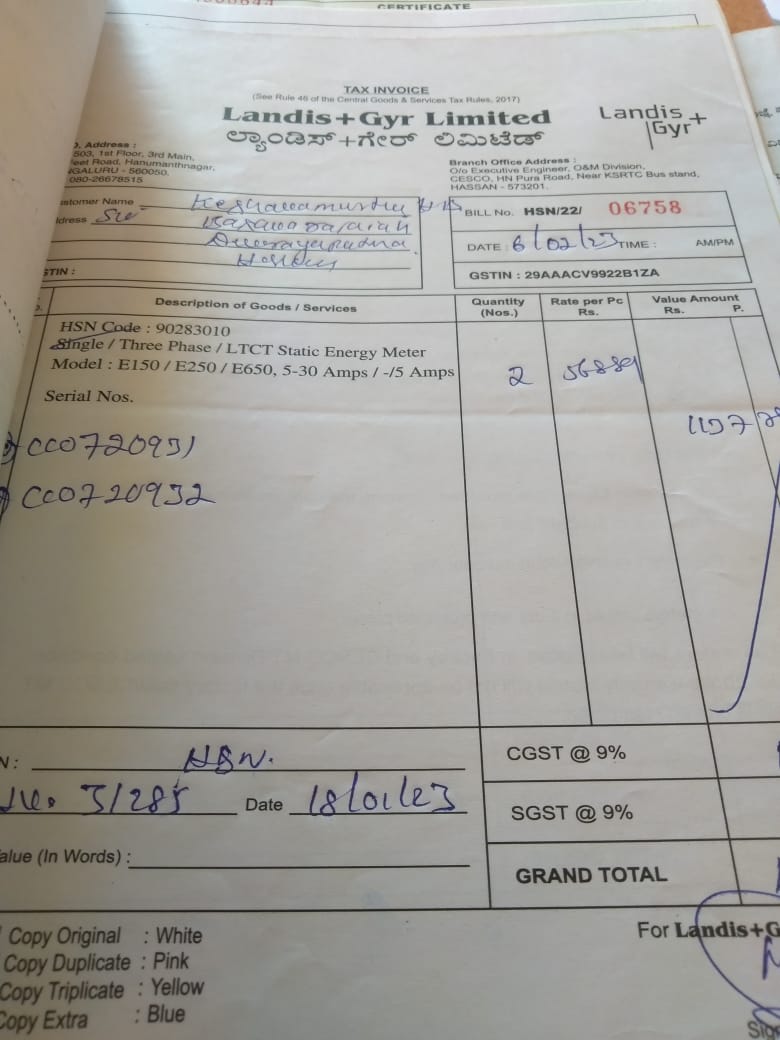 CERTIFICATE
TAX INVOICE
(See Rule 46 of the Central Goods & Services Tax Rules, 2017)
Landis+Gyr Limited
ಲ್ಯಾಂಡಿಸ್+ಗೇರ್ ಲಿಮಿಟೆಡ್
Landis+
Gyr
Address :
503, 1st Floor, 3rd Main,
Road, Hanumanthnagar,
- 560050.
080-26678515
Branch Office Address :
O/o Executive Engineer, O&M Division,
CESCO, HN Pura Road, Near KSRTC Bus stand,
HASSAN - 573201.
Name
BILL No. HSN/22/ 06758
DATE : 6/02/23 TIME : AM/PM
GSTIN : 29AAACV9922B1ZA
Description of Goods / Services
Quantity (Nos.)
Rate per Pc Rs.
Value Amount Rs. P.
HSN Code : 90283010
Single / Three Phase / LTCT Static Energy Meter
Model : E150 / E250 / E650, 5-30 Amps / -/5 Amps
2
Serial Nos.
CC0720931
CC0720932
CGST @ 9%
HSN.
31285 Date 18/01/23
SGST @ 9%
(In Words) :
GRAND TOTAL
Copy Original : White
Copy Duplicate : Pink
Copy Triplicate : Yellow
Copy Extra : Blue
For